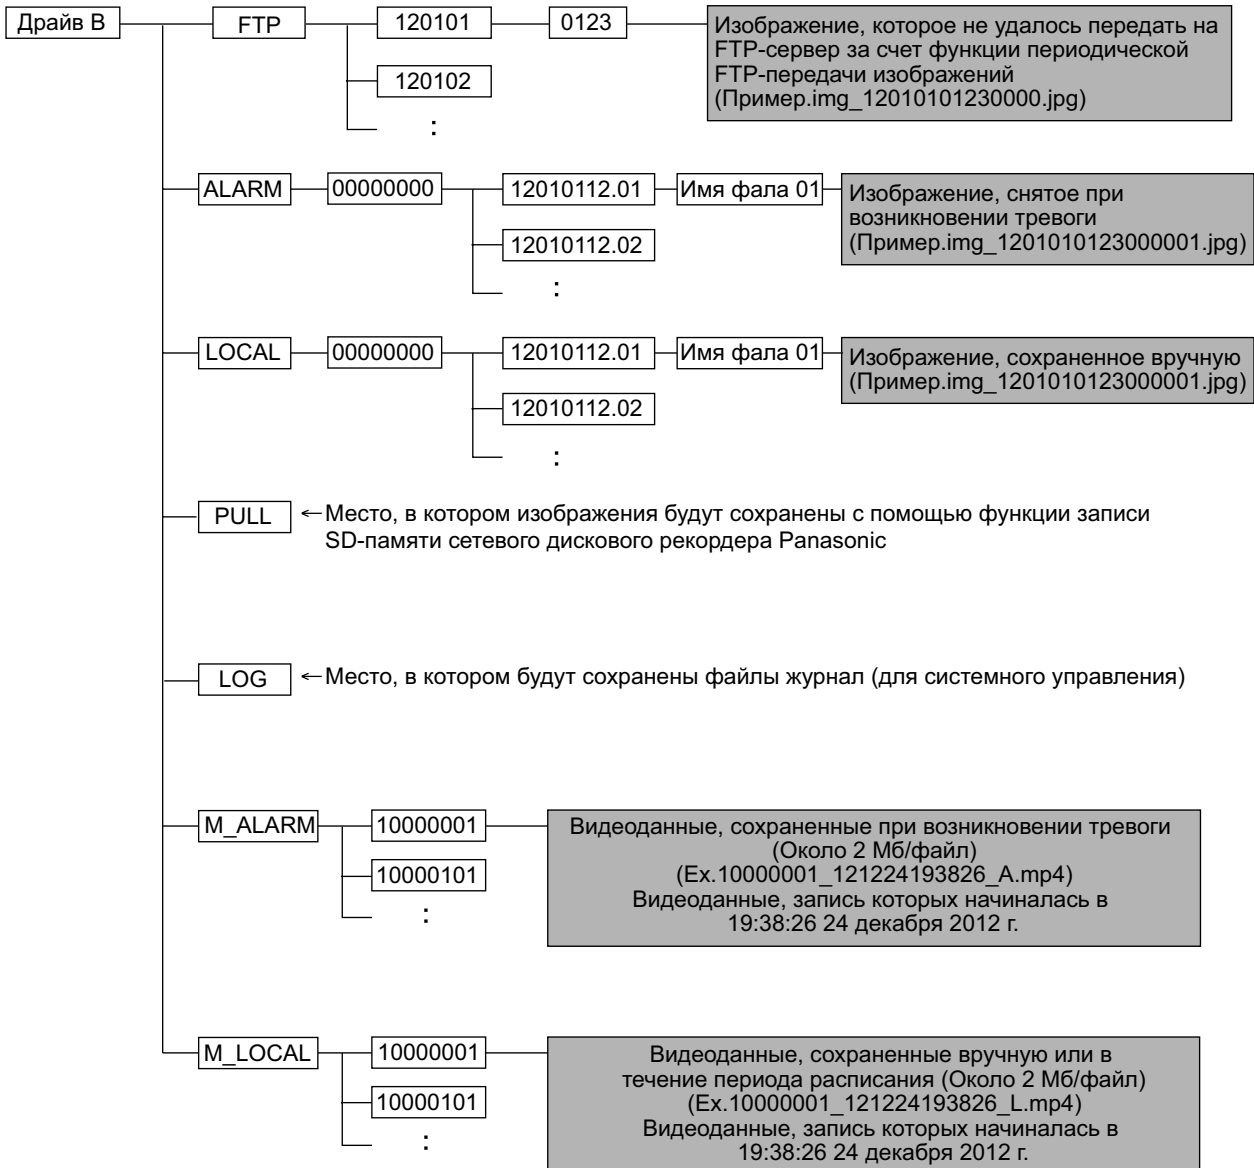 Драйв B
FTP
120101
0123
Изображение, которое не удалось передать на
FTP-сервер за счет функции периодической
FTP-передачи изображений
(Пример.img_12010101230000.jpg)
120102
:
ALARM
00000000
12010112.01
Имя фала 01
Изображение, снятое при
возникновении тревоги
(Пример.img_1201010123000001.jpg)
12010112.02
:
LOCAL
00000000
12010112.01
Имя фала 01
Изображение, сохраненное вручную
(Пример.img_1201010123000001.jpg)
12010112.02
:
PULL
←Место, в котором изображения будут сохранены с помощью функции записи
SD-памяти сетевого дискового рекордера Panasonic
LOG
←Место, в котором будут сохранены файлы журнал (для системного управления)
M_ALARM
10000001
Видеоданные, сохраненные при возникновении тревоги
(Около 2 Мб/файл)
(Ex.10000001_121224193826_A.mp4)
Видеоданные, запись которых начиналась в
19:38:26 24 декабря 2012 г.
10000101
:
M_LOCAL
10000001
Видеоданные, сохраненные вручную или в
течение периода расписания (Около 2 Мб/файл)
(Ex.10000001_121224193826_L.mp4)
Видеоданные, запись которых начиналась в
19:38:26 24 декабря 2012 г.
10000101
: